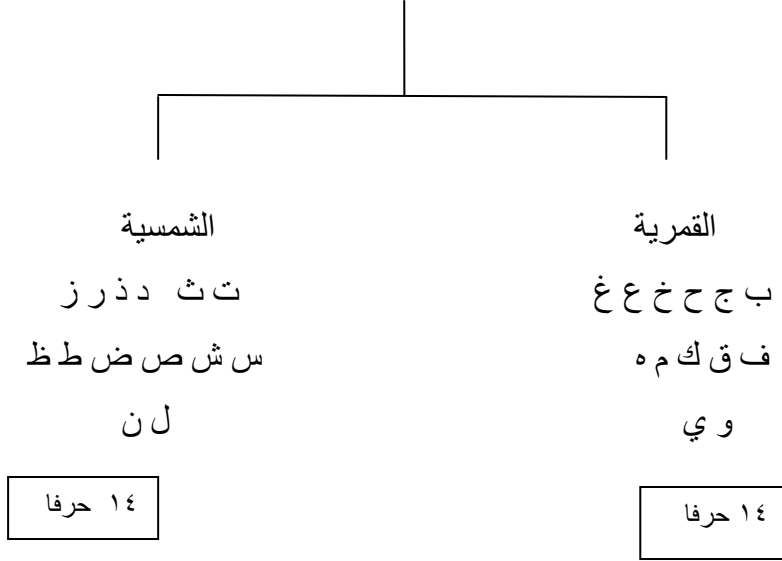 القمرية
ب ج ح خ ع غ
ف ق ك م ه
و ي
١٤ حرفا
الشمسية
ت ث د ذ ر ز
س ش ص ض ط ظ
ل ن
١٤ حرفا